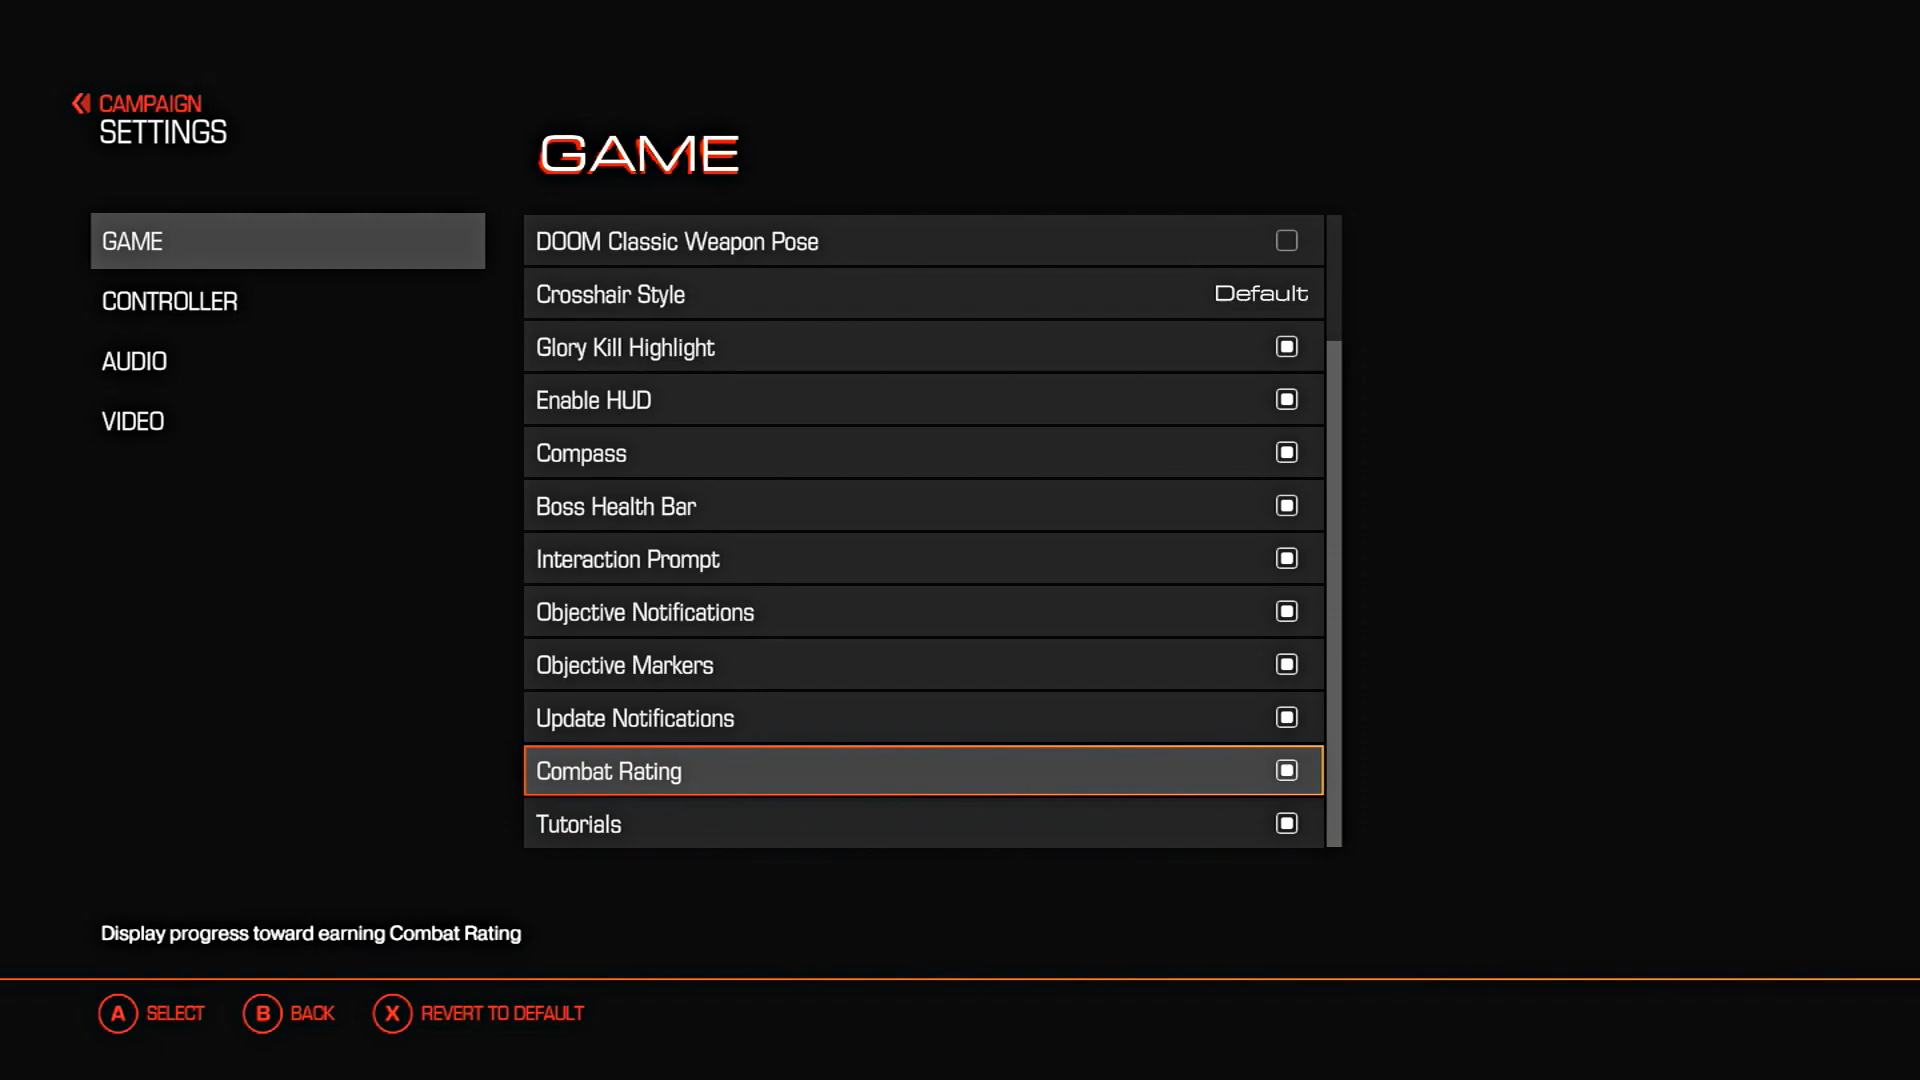 CAMPAIGN
SETTINGS
GAME
GAME
CONTROLLER
AUDIO
VIDEO
DOOM Classic Weapon Pose
Crosshair Style Default
Glory Kill Highlight
Enable HUD
Compass
Boss Health Bar
Interaction Prompt
Objective Notifications
Objective Markers
Update Notifications
Combat Rating
Tutorials
Display progress toward earning Combat Rating
A SELECT B BACK X REVERT TO DEFAULT